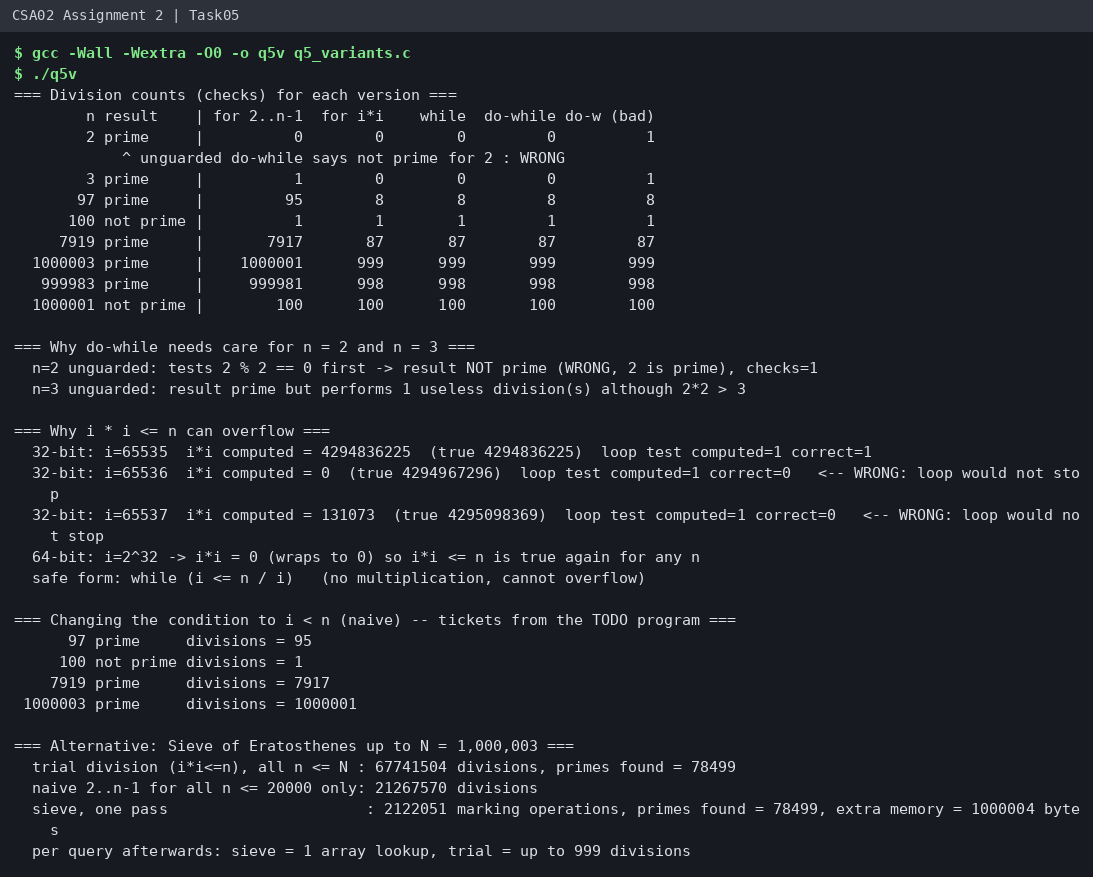 CSAO2 Assignment 2 | Task05
$ gcc -Wall -Wextra -O0 -o q5v q5_variants.c
$ ./q5v
=== Division counts (checks) for each version ===
        n result    | for 2..n-1  for i*i    while  do-while do-w (bad)
        2 prime     |          0        0        0         0          1
            ^ unguarded do-while says not prime for 2 : WRONG
        3 prime     |          1        0        0         0          1
       97 prime     |         95        8        8         8          8
      100 not prime |          1        1        1         1          1
     7919 prime     |       7917       87       87        87         87
  1000003 prime     |    1000001      999      999       999        999
   999983 prime     |     999981      998      998       998        998
  1000001 not prime |        100      100      100       100        100
=== Why do-while needs care for n = 2 and n = 3 ===
  n=2 unguarded: tests 2 % 2 == 0 first -> result NOT prime (WRONG, 2 is prime), checks=1
  n=3 unguarded: result prime but performs 1 useless division(s) although 2*2 > 3
=== Why i * i <= n can overflow ===
  32-bit: i=65535  i*i computed = 4294836225  (true 4294836225)  loop test computed=1 correct=1
  32-bit: i=65536  i*i computed = 0  (true 4294967296)  loop test computed=1 correct=0   <-- WRONG: loop would not sto
    p
  32-bit: i=65537  i*i computed = 131073  (true 4295098369)  loop test computed=1 correct=0   <-- WRONG: loop would no
    t stop
  64-bit: i=2^32 -> i*i = 0 (wraps to 0) so i*i <= n is true again for any n
  safe form: while (i <= n / i)   (no multiplication, cannot overflow)
=== Changing the condition to i < n (naive) -- tickets from the TODO program ===
      97 prime     divisions = 95
     100 not prime divisions = 1
    7919 prime     divisions = 7917
 1000003 prime     divisions = 1000001
=== Alternative: Sieve of Eratosthenes up to N = 1,000,003 ===
  trial division (i*i<=n), all n <= N : 67741504 divisions, primes found = 78499
  naive 2..n-1 for all n <= 20000 only: 21267570 divisions
  sieve, one pass                      : 2122051 marking operations, primes found = 78499, extra memory = 1000004 byte
    s
  per query afterwards: sieve = 1 array lookup, trial = up to 999 divisions